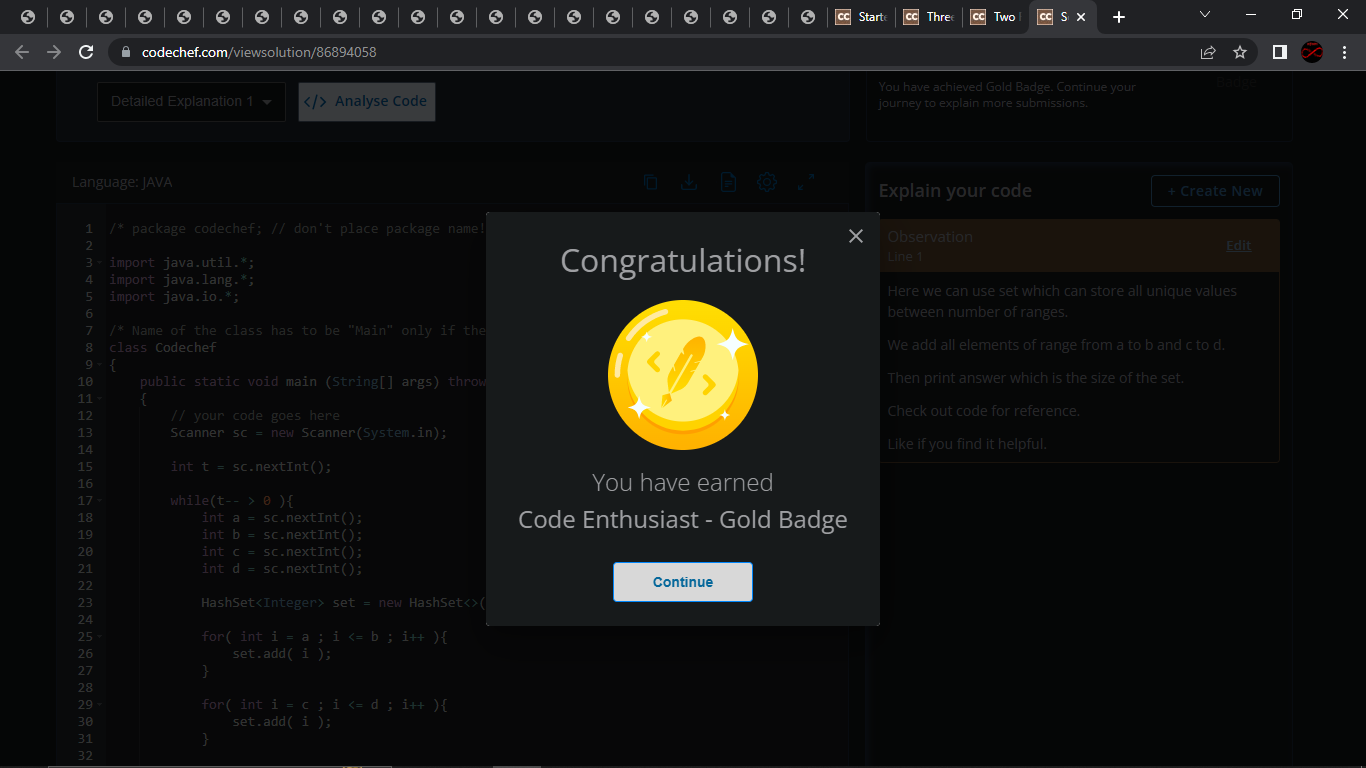 CC Starte
CC Three
CC Two
CC S
codechef.com/viewsolution/86894058
Detailed Explanation 1
</> Analyse Code
You have achieved Gold Badge. Continue your
journey to explain more submissions.
Badge
Language: JAVA
1 /* package codechef; // don't place package name!
2
3 import java.util.*;
4 import java.lang.*;
5 import java.io.*;
6
7 /* Name of the class has to be "Main" only if the
8 class Codechef
9 {
10 public static void main (String[] args) throw
11 {
12 // your code goes here
13 Scanner sc = new Scanner(System.in);
14
15 int t = sc.nextInt();
16
17 while(t-- > 0 ){
18 int a = sc.nextInt();
19 int b = sc.nextInt();
20 int c = sc.nextInt();
21 int d = sc.nextInt();
22
23 HashSet<Integer> set = new HashSet<>(
24
25 for( int i = a ; i <= b ; i++ ){
26 set.add( i );
27 }
28
29 for( int i = c ; i <= d ; i++ ){
30 set.add( i );
31 }
32
Congratulations!
You have earned
Code Enthusiast - Gold Badge
Continue
Explain your code
+ Create New
Observation
Line 1
Edit
Here we can use set which can store all unique values
between number of ranges.
We add all elements of range from a to b and c to d.
Then print answer which is the size of the set.
Check out code for reference.
Like if you find it helpful.